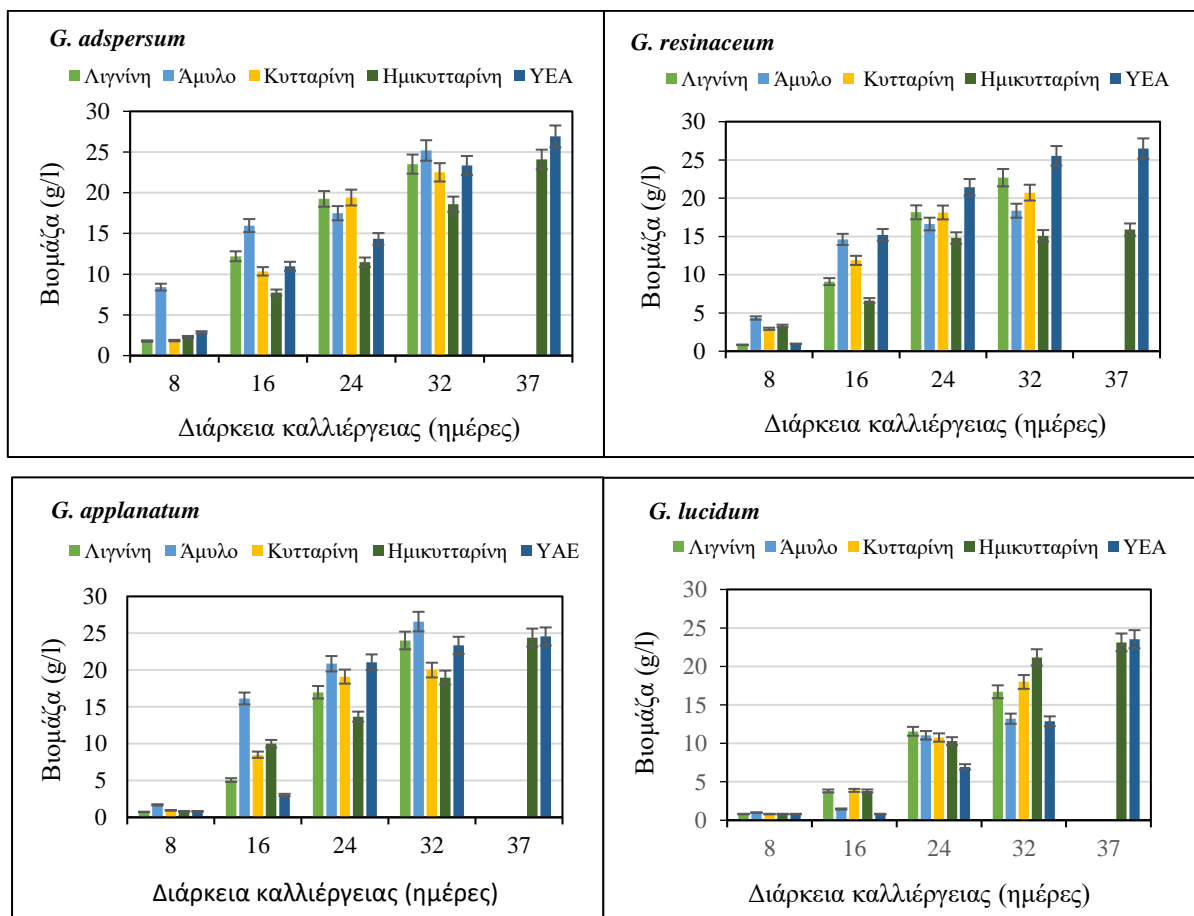 G. adspersum
Λιγνίνη Άμυλο Κυτταρίνη Ημικυτταρίνη YEA
30
25
20
15
10
5
0
Βιομάζα (g/l)
8 16 24 32 37
Διάρκεια καλλιέργειας (ημέρες)
G. resinaceum
Λιγνίνη Άμυλο Κυτταρίνη Ημικυτταρίνη YEA
30
25
20
15
10
5
0
Βιομάζα (g/l)
8 16 24 32 37
Διάρκεια καλλιέργειας (ημέρες)
G. applanatum
Λιγνίνη Άμυλο Κυτταρίνη Ημικυτταρίνη YAE
30
25
20
15
10
5
0
Βιομάζα (g/l)
8 16 24 32 37
Διάρκεια καλλιέργειας (ημέρες)
G. lucidum
Λιγνίνη Άμυλο Κυτταρίνη Ημικυτταρίνη YEA
30
25
20
15
10
5
0
Βιομάζα (g/l)
8 16 24 32 37
Διάρκεια καλλιέργειας (ημέρες)